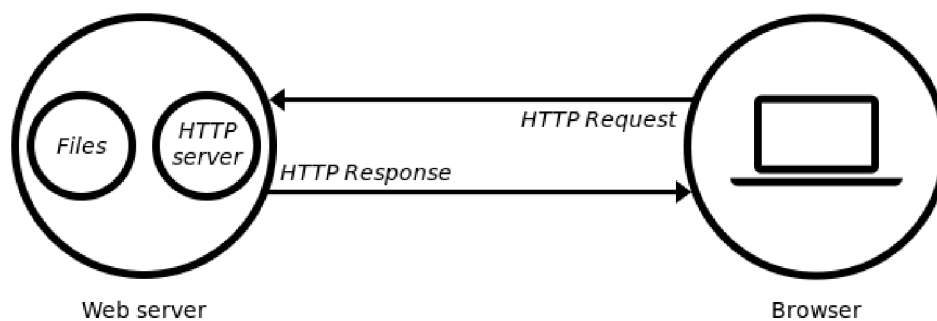 HTTP Request
Files
HTTP
server
HTTP Response
Web server
Browser